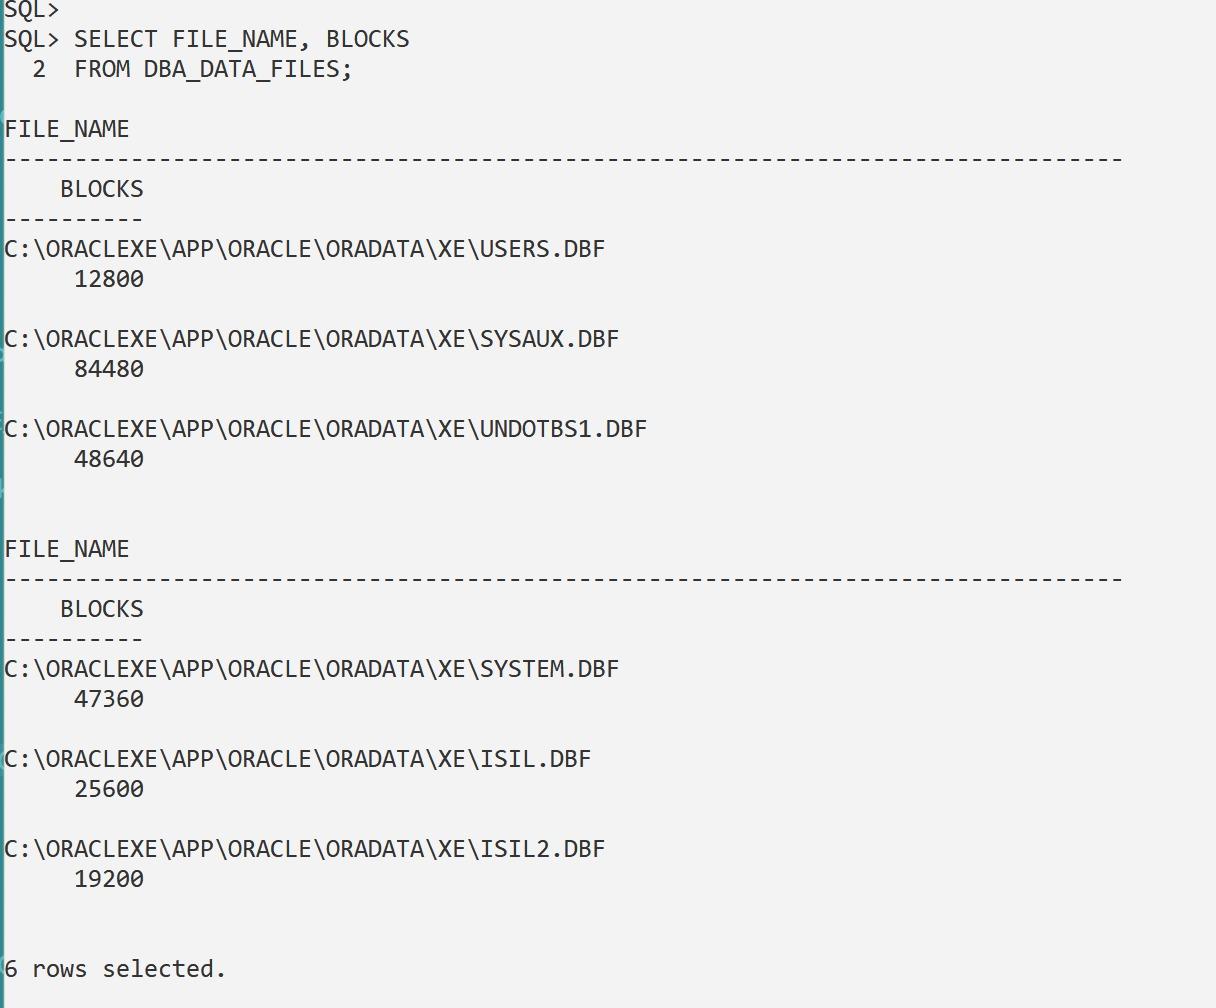 SQL>
SQL> SELECT FILE_NAME, BLOCKS
  2  FROM DBA_DATA_FILES;

FILE_NAME
--------------------------------------------------------------------------------
    BLOCKS
----------
C:\ORACLEXE\APP\ORACLE\ORADATA\XE\USERS.DBF
     12800

C:\ORACLEXE\APP\ORACLE\ORADATA\XE\SYSAUX.DBF
     84480

C:\ORACLEXE\APP\ORACLE\ORADATA\XE\UNDOTBS1.DBF
     48640


FILE_NAME
--------------------------------------------------------------------------------
    BLOCKS
----------
C:\ORACLEXE\APP\ORACLE\ORADATA\XE\SYSTEM.DBF
     47360

C:\ORACLEXE\APP\ORACLE\ORADATA\XE\ISIL.DBF
     25600

C:\ORACLEXE\APP\ORACLE\ORADATA\XE\ISIL2.DBF
     19200


6 rows selected.